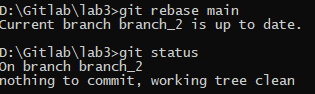 D:\Gitlab\lab3>git rebase main
Current branch branch_2 is up to date.
D:\Gitlab\lab3>git status
On branch branch_2
nothing to commit, working tree clean